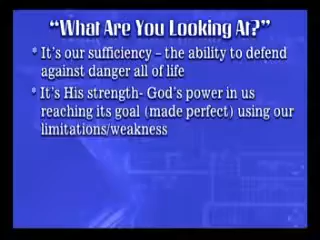 “What Are You Looking At?”
* It’s our sufficiency – the ability to defend
against danger all of life
* It’s His strength- God’s power in us
reaching its goal (made perfect) using our
limitations/weakness